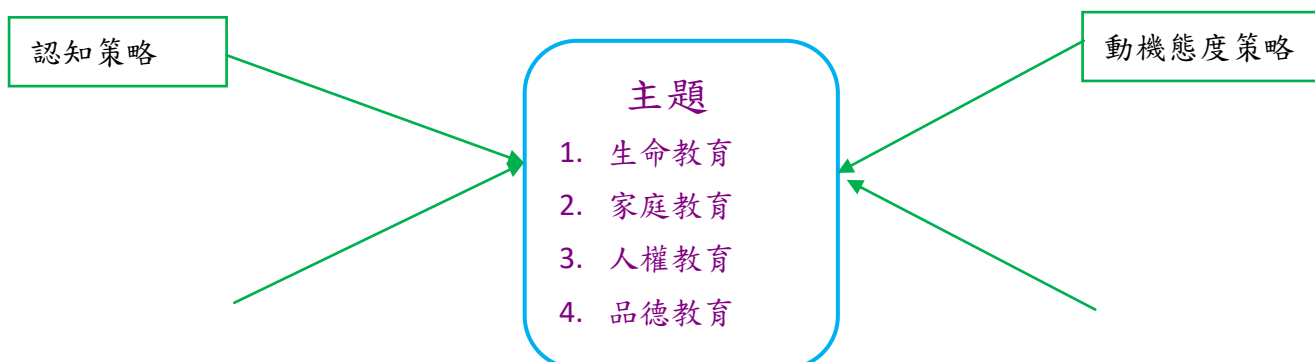 認知策略
動機態度策略
主題
1. 生命教育
2. 家庭教育
3. 人權教育
4. 品德教育